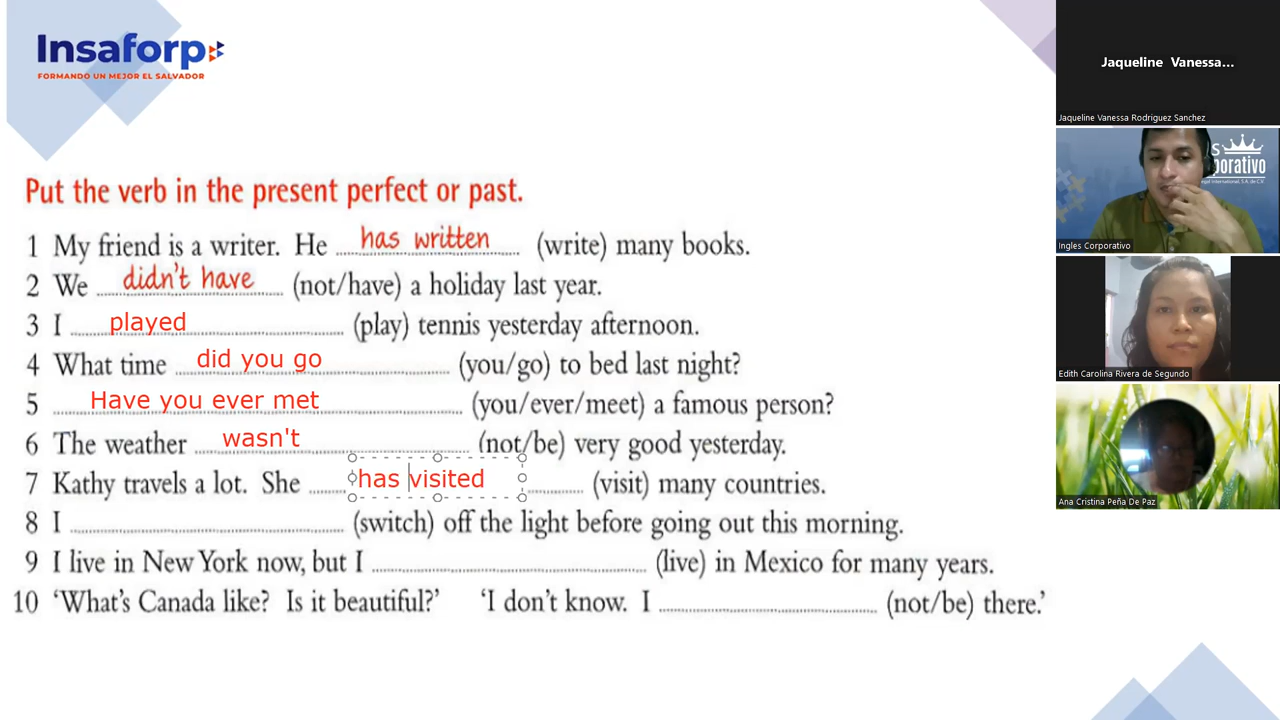 Insaforp
FORMANDO UN MEJOR EL SALVADOR
Put the verb in the present perfect or past.
1 My friend is a writer. He has written (write) many books.
2 We didn't have (not/have) a holiday last year.
3 I played (play) tennis yesterday afternoon.
4 What time did you go (you/go) to bed last night?
5 Have you ever met (you/ever/meet) a famous person?
6 The weather wasn't (not/be) very good yesterday.
7 Kathy travels a lot. She has visited (visit) many countries.
8 I (switch) off the light before going out this morning.
9 I live in New York now, but I (live) in Mexico for many years.
10 ‘What's Canada like? Is it beautiful?’ ‘I don't know. I (not/be) there.’
Jaqueline Vanessa...
Jaqueline Vanessa Rodriguez Sanchez
Ingles Corporativo
Edith Carolina Rivera de Segundo
Ana Cristina Peña De Paz